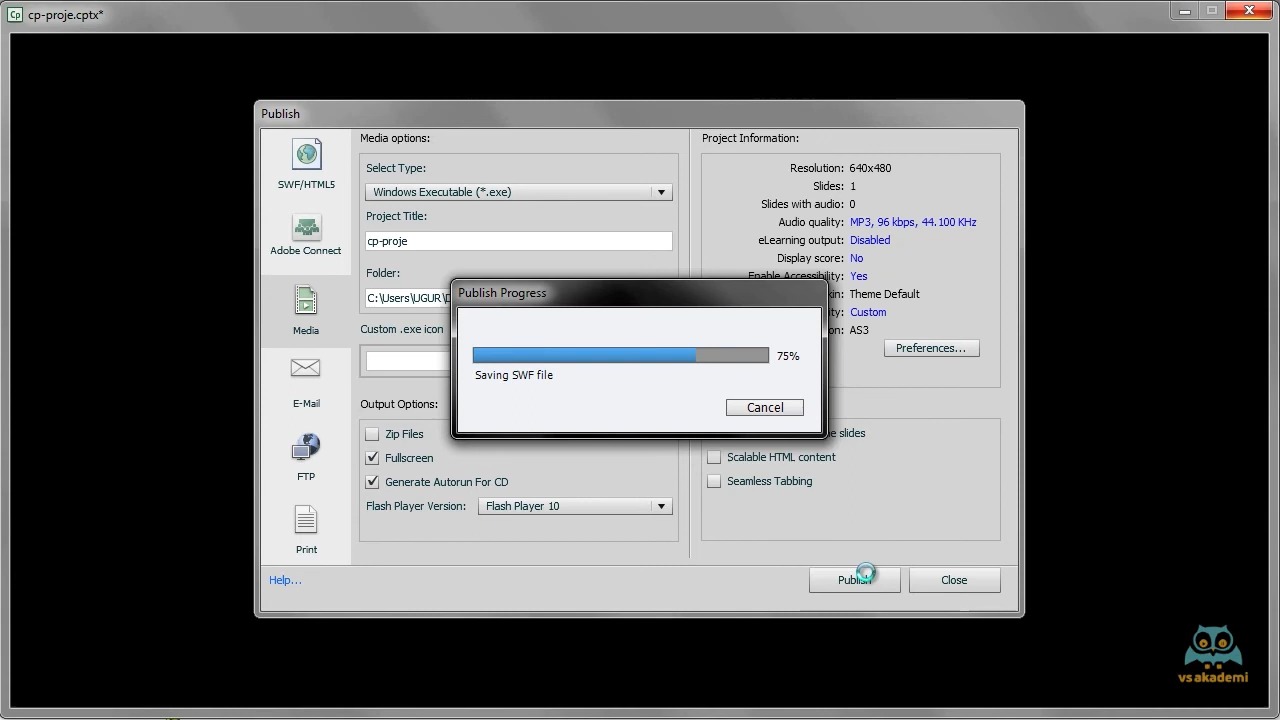 Cp cp-proje.cptx*
Publish
SWF/HTML5
Adobe Connect
Media
E-Mail
FTP
Print
Media options:
Select Type:
Windows Executable (*.exe)
Project Title:
cp-proje
Folder:
C:\Users\UGUR\
Custom .exe icon
Output Options:
Zip Files
Fullscreen
Generate Autorun For CD
Flash Player Version: Flash Player 10
Project Information:
Resolution: 640x480
Slides: 1
Slides with audio: 0
Audio quality: MP3, 96 kbps, 44.100 KHz
eLearning output: Disabled
Display score: No
Enable Accessibility: Yes
Theme Default
Custom
AS3
Preferences...
Publish Progress
75%
Saving SWF file
Cancel
slides
Scalable HTML content
Seamless Tabbing
Help...
Publish
Close
vsakademi